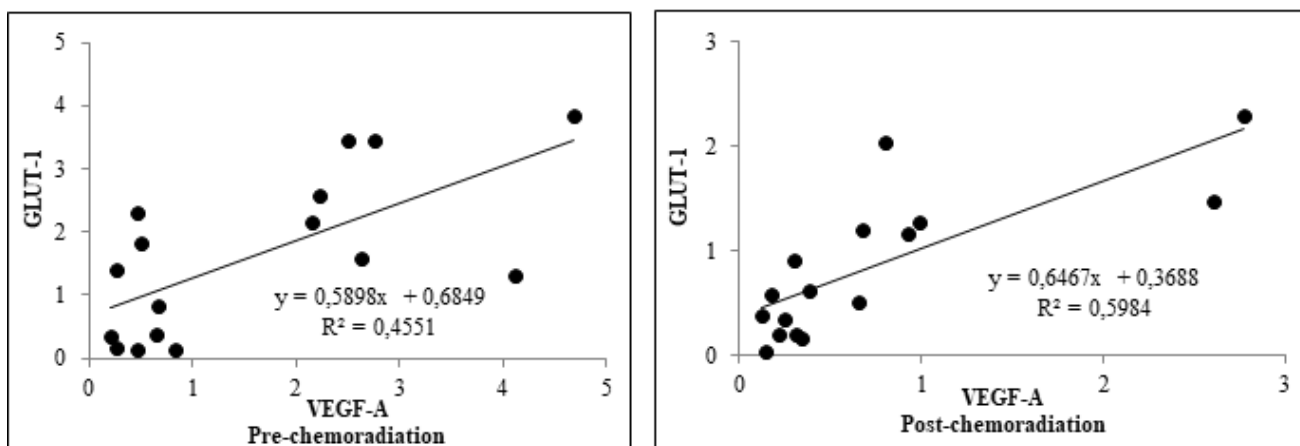 5
4
3
2
1
0
GLUT-1
y = 0,5898x + 0,6849
R² = 0,4551
0 1 2 3 4 5
VEGF-A
Pre-chemoradiation
3
2
1
0
GLUT-1
y = 0,6467x + 0,3688
R² = 0,5984
0 1 2 3
VEGF-A
Post-chemoradiation